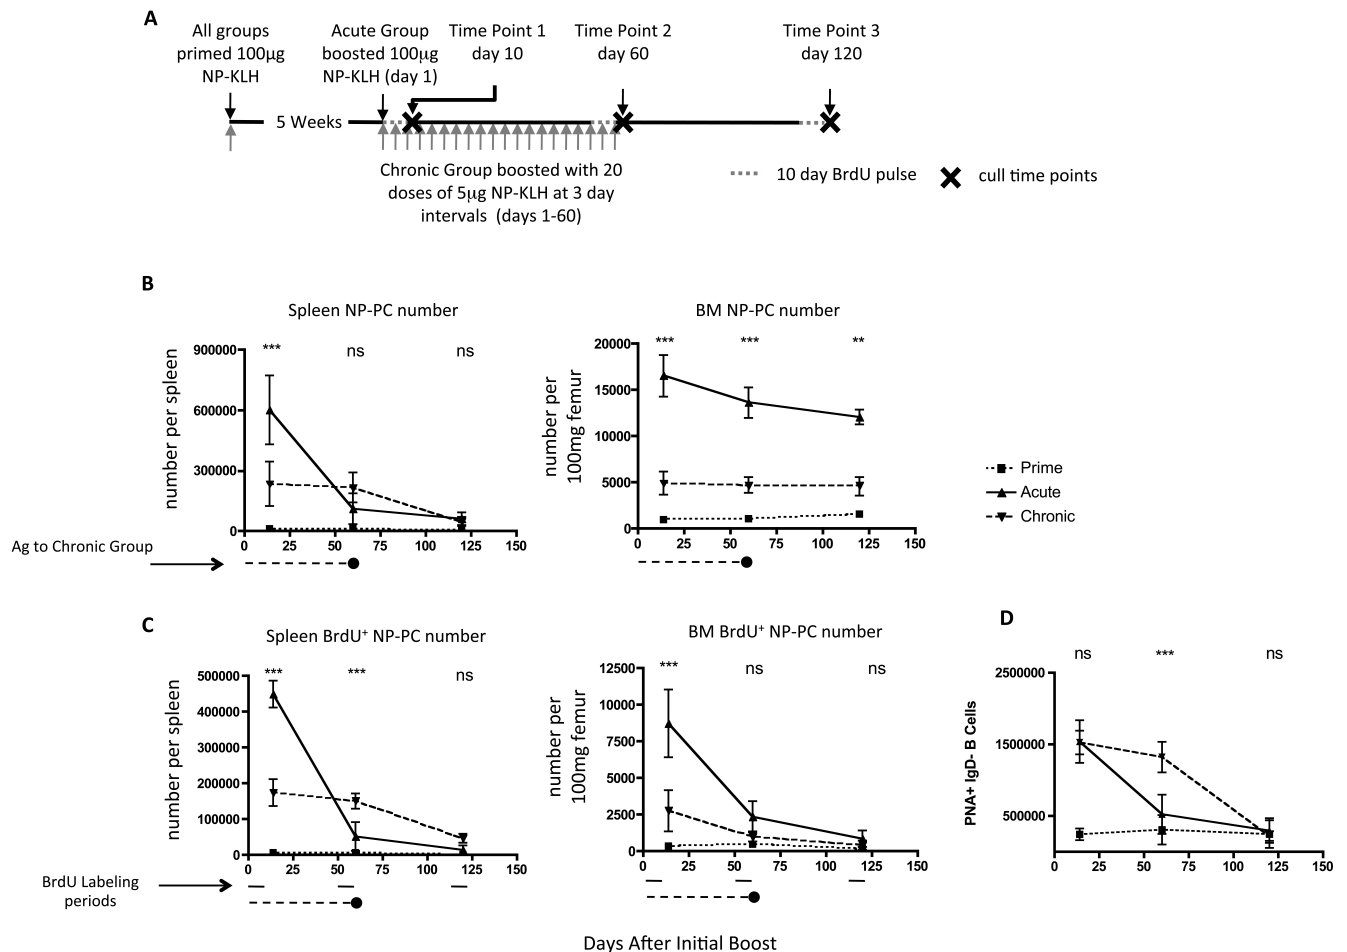 A
All groups
primed 100µg
NP-KLH
Acute Group
boosted 100µg
NP-KLH (day 1)
Time Point 1
day 10
Time Point 2
day 60
Time Point 3
day 120
5 Weeks
Chronic Group boosted with 20
doses of 5µg NP-KLH at 3 day
intervals (days 1-60)
10 day BrdU pulse
cull time points
B
Spleen NP-PC number
number per spleen
900000
600000
300000
0
*** ns ns
0 25 50 75 100 125 150
Ag to Chronic Group
BM NP-PC number
number per
100mg femur
20000
15000
10000
5000
0
*** *** **
0 25 50 75 100 125 150
Prime
Acute
Chronic
C
Spleen BrdU+ NP-PC number
number per spleen
500000
400000
300000
200000
100000
0
*** *** ns
0 25 50 75 100 125 150
BrdU Labeling
periods
BM BrdU+ NP-PC number
number per
100mg femur
12500
10000
7500
5000
2500
0
*** ns ns
0 25 50 75 100 125 150
D
PNA+ IgD- B Cells
2500000
1500000
500000
ns *** ns
0 25 50 75 100 125 150
Days After Initial Boost